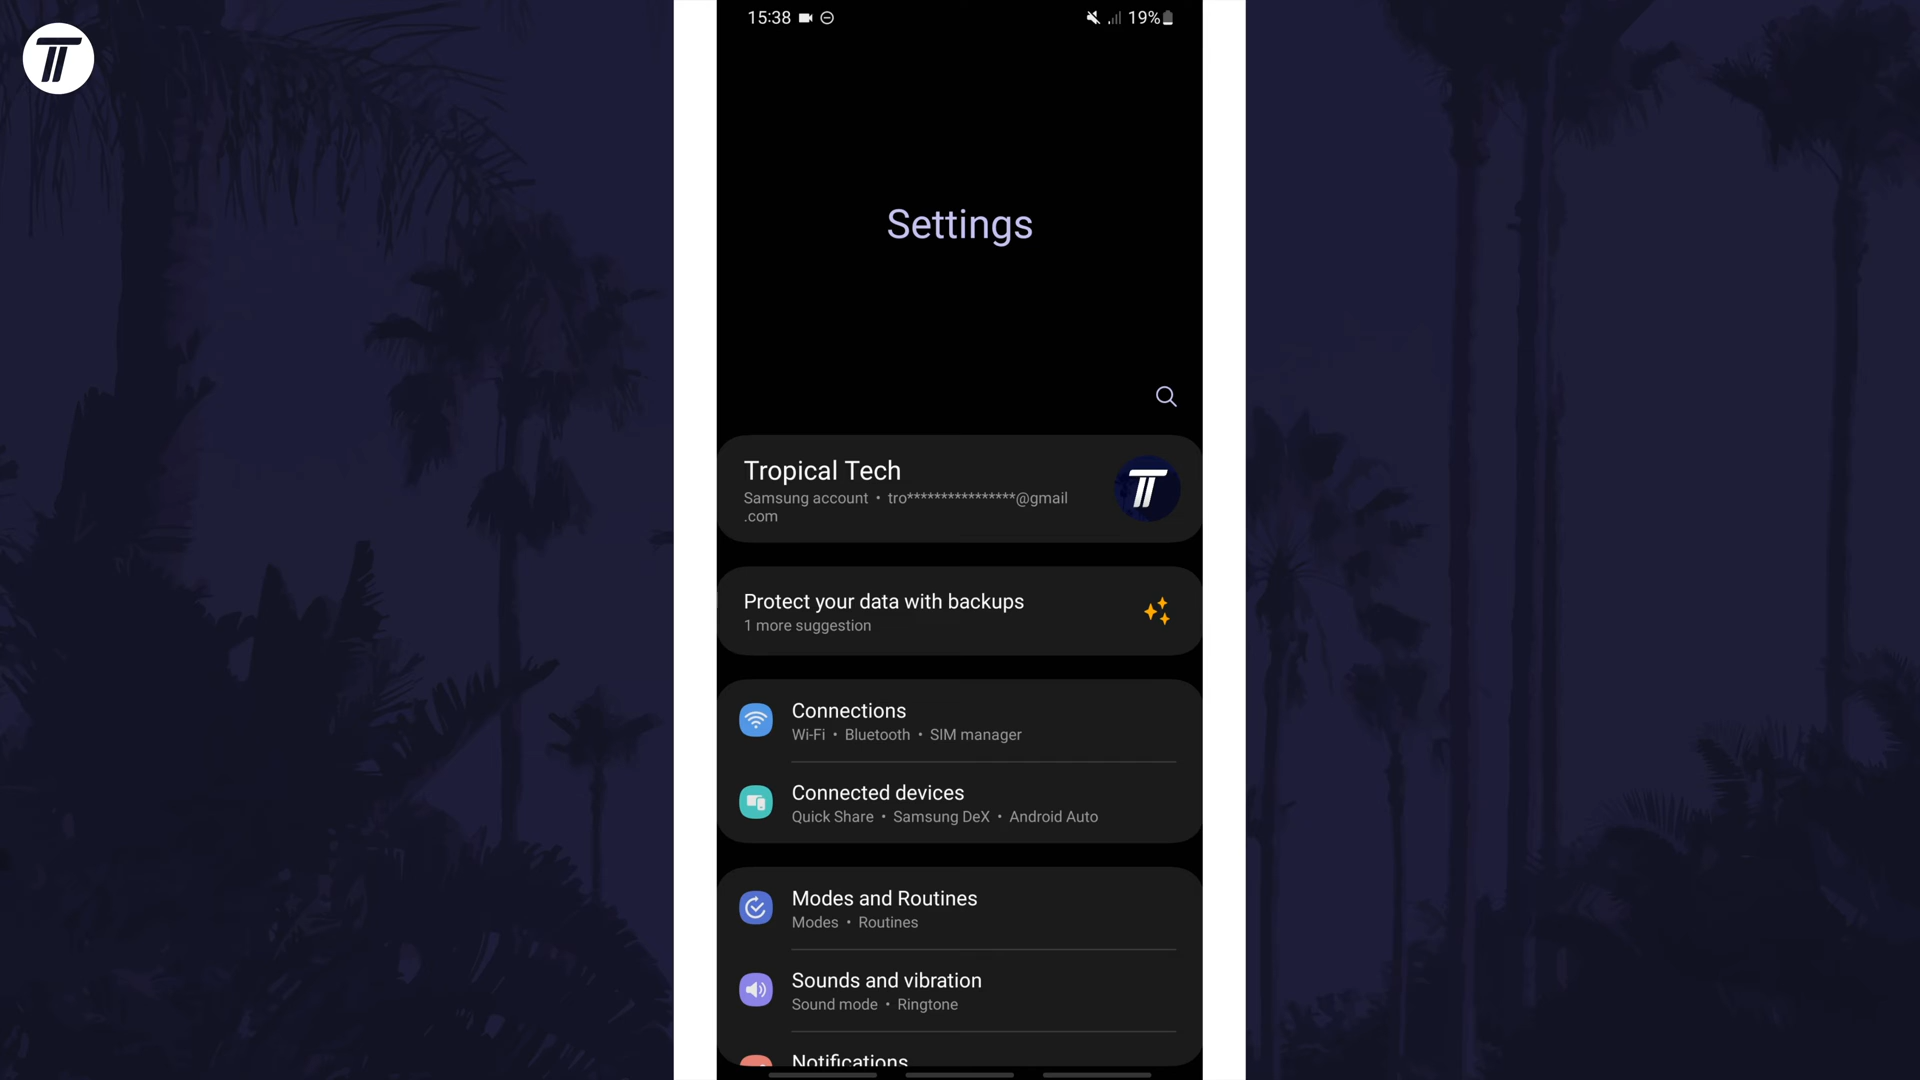 15:38
19%
Settings
Tropical Tech
Samsung account • tro****************@gmail
.com
Protect your data with backups
1 more suggestion
Connections
Wi-Fi • Bluetooth • SIM manager
Connected devices
Quick Share • Samsung DeX • Android Auto
Modes and Routines
Modes • Routines
Sounds and vibration
Sound mode • Ringtone
Notifications